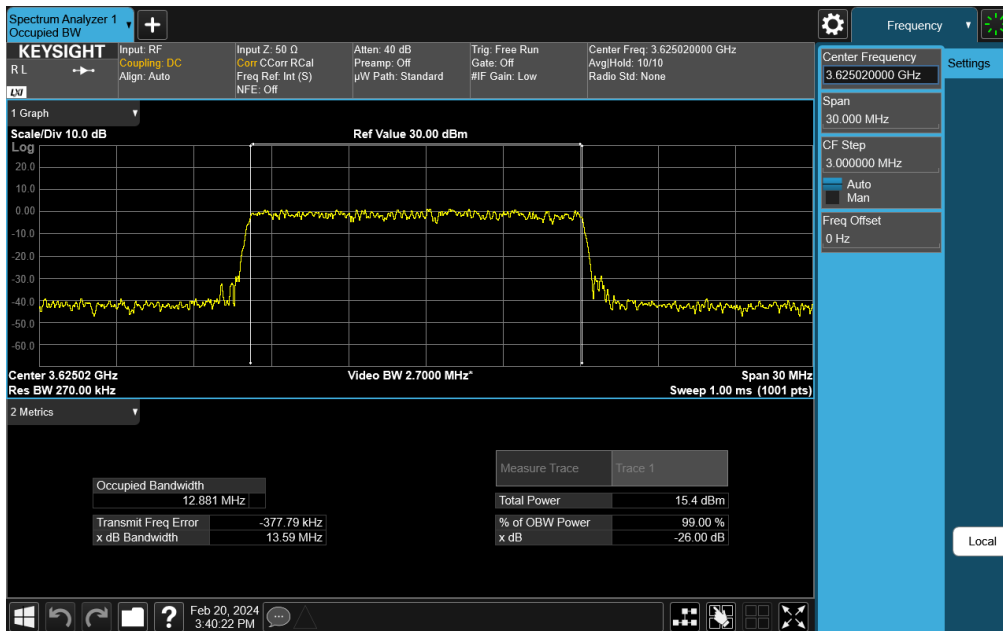 Spectrum Analyzer 1
Occupied BW
Frequency
KEYSIGHT
R L
LXI
Input: RF
Coupling: DC
Align: Auto
Input Z: 50 Ω
Corr CCorr RCal
Freq Ref: Int (S)
NFE: Off
Atten: 40 dB
Preamp: Off
µW Path: Standard
Trig: Free Run
Gate: Off
#IF Gain: Low
Center Freq: 3.625020000 GHz
Avg|Hold: 10/10
Radio Std: None
Center Frequency
3.625020000 GHz
Settings
Span
30.000 MHz
CF Step
3.000000 MHz
Auto
Man
Freq Offset
0 Hz
Local
1 Graph
Scale/Div 10.0 dB
Ref Value 30.00 dBm
Log
20.0
10.0
0.00
-10.0
-20.0
-30.0
-40.0
-50.0
-60.0
Center 3.62502 GHz
Video BW 2.7000 MHz*
Span 30 MHz
Res BW 270.00 kHz
Sweep 1.00 ms (1001 pts)
2 Metrics
Measure Trace
Trace 1
Occupied Bandwidth
12.881 MHz
Total Power
15.4 dBm
Transmit Freq Error
-377.79 kHz
% of OBW Power
99.00 %
x dB Bandwidth
13.59 MHz
x dB
-26.00 dB
?
Feb 20, 2024
3:40:22 PM